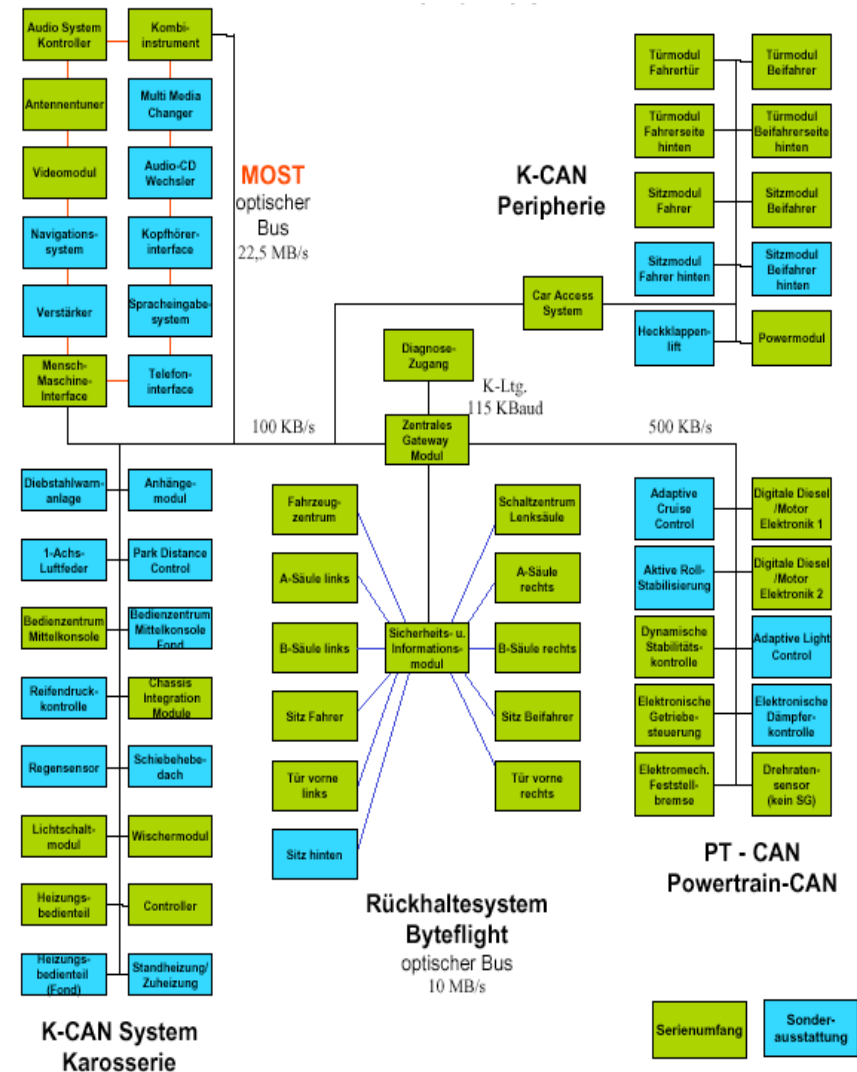 Audio System
Kontroller
Kombi-
instrument
Antennentuner
Multi Media
Changer
Videomodul
Audio-CD
Wechsler
Navigations-
system
Kopfhörer-
interface
Verstärker
Spracheingabe-
system
Mensch-
Maschine-
Interface
Telefon-
interface
MOST
optischer
Bus
22,5 MB/s
K-CAN
Peripherie
Türmodul
Fahrertür
Türmodul
Beifahrer
Türmodul
Fahrerseite
hinten
Türmodul
Beifahrerseite
hinten
Sitzmodul
Fahrer
Sitzmodul
Beifahrer
Sitzmodul
Fahrer hinten
Sitzmodul
Beifahrer
hinten
Heckklappen-
lift
Powermodul
Car Access
System
Diagnose-
Zugang
K-Ltg.
115 KBaud
100 KB/s
Zentrales
Gateway
Modul
500 KB/s
Diebstahlwarn-
anlage
Anhänge-
modul
1-Achs-
Luftfeder
Park Distance
Control
Bedienzentrum
Mittelkonsole
Bedienzentrum
Mittelkonsole
Fond
Reifendruck-
kontrolle
Chassis
Integration
Module
Regensensor
Schiebehebe-
dach
Lichtschalt-
modul
Wischermodul
Heizungs-
bedienteil
Controller
Heizungs-
bedienteil
(Fond)
Standheizung/
Zuheizung
K-CAN System
Karosserie
Fahrzeug-
zentrum
Schaltzentrum
Lenksäule
A-Säule links
A-Säule
rechts
B-Säule links
Sicherheits- u.
Informations-
modul
B-Säule rechts
Sitz Fahrer
Sitz Beifahrer
Tür vorne
links
Tür vorne
rechts
Sitz hinten
Rückhaltesystem
Byteflight
optischer Bus
10 MB/s
Adaptive
Cruise
Control
Digitale Diesel
/Motor
Elektronik 1
Aktive Roll-
Stabilisierung
Digitale Diesel
/Motor
Elektronik 2
Dynamische
Stabilitäts-
kontrolle
Adaptive Light
Control
Elektronische
Getriebe-
steuerung
Elektronische
Dämpfer-
kontrolle
Elektromech.
Feststell-
bremse
Drehraten-
sensor
(kein SG)
PT - CAN
Powertrain-CAN
Serienumfang
Sonder-
ausstattung